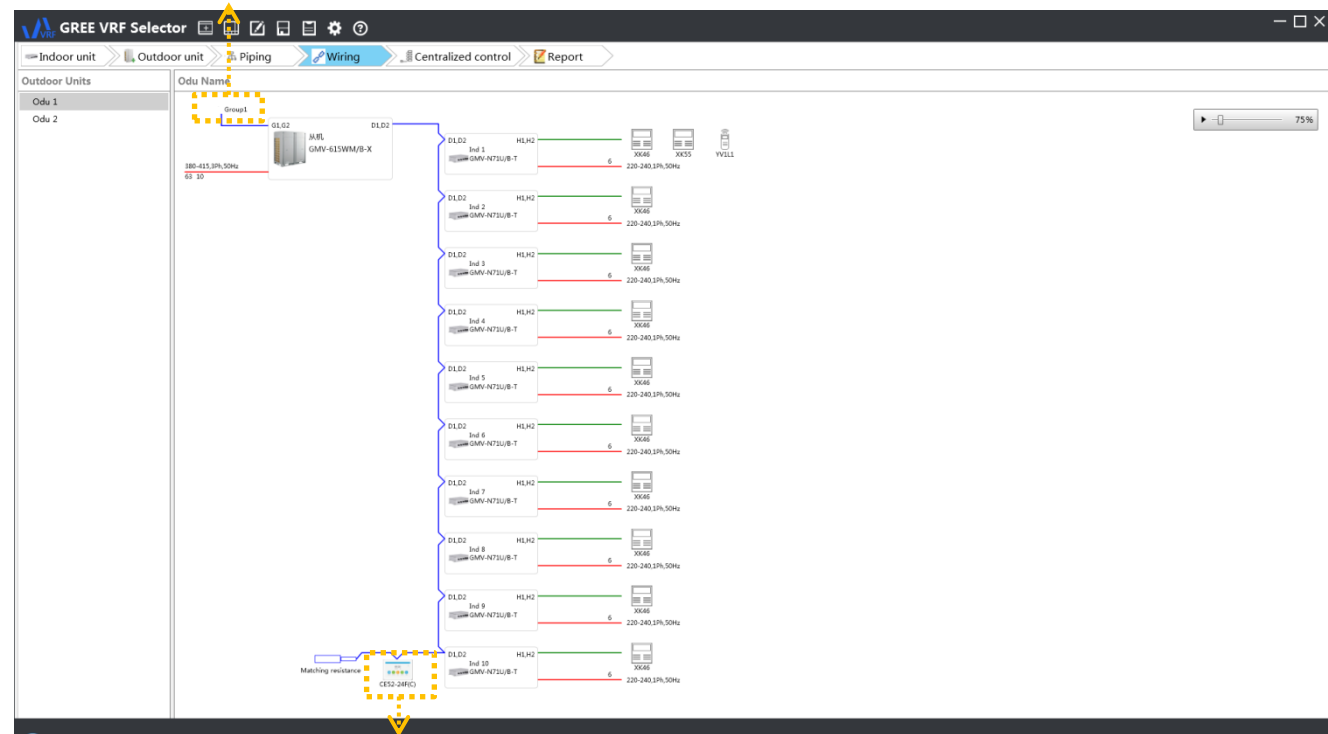 GREE VRF Selector
Indoor unit Outdoor unit Piping Wiring Centralized control Report
Outdoor Units Odu Name
Odu 1
Odu 2
Group1
75%
G1,G2 D1,D2
从机
GMV-615WM/B-X
380-415,3Ph,50Hz
63 10
D1,D2 H1,H2
Ind 1
GMV-N71U/B-T
6
XK46 XK55 YV1L1
220-240,1Ph,50Hz
D1,D2 H1,H2
Ind 2
GMV-N71U/B-T
6
XK46
220-240,1Ph,50Hz
D1,D2 H1,H2
Ind 3
GMV-N71U/B-T
6
XK46
220-240,1Ph,50Hz
D1,D2 H1,H2
Ind 4
GMV-N71U/B-T
6
XK46
220-240,1Ph,50Hz
D1,D2 H1,H2
Ind 5
GMV-N71U/B-T
6
XK46
220-240,1Ph,50Hz
D1,D2 H1,H2
Ind 6
GMV-N71U/B-T
6
XK46
220-240,1Ph,50Hz
D1,D2 H1,H2
Ind 7
GMV-N71U/B-T
6
XK46
220-240,1Ph,50Hz
D1,D2 H1,H2
Ind 8
GMV-N71U/B-T
6
XK46
220-240,1Ph,50Hz
D1,D2 H1,H2
Ind 9
GMV-N71U/B-T
6
XK46
220-240,1Ph,50Hz
D1,D2 H1,H2
Ind 10
GMV-N71U/B-T
6
XK46
220-240,1Ph,50Hz
Matching resistance
CE52-24F(C)